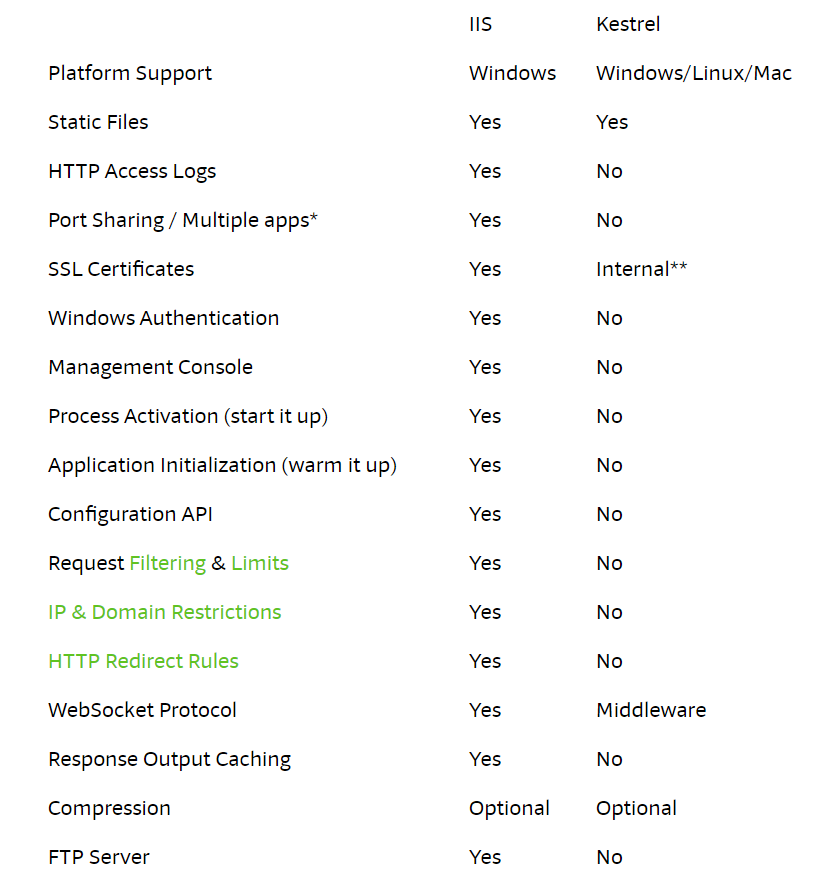 IIS Kestrel
Platform Support Windows Windows/Linux/Mac
Static Files Yes Yes
HTTP Access Logs Yes No
Port Sharing / Multiple apps* Yes No
SSL Certificates Yes Internal**
Windows Authentication Yes No
Management Console Yes No
Process Activation (start it up) Yes No
Application Initialization (warm it up) Yes No
Configuration API Yes No
Request Filtering & Limits Yes No
IP & Domain Restrictions Yes No
HTTP Redirect Rules Yes No
WebSocket Protocol Yes Middleware
Response Output Caching Yes No
Compression Optional Optional
FTP Server Yes No